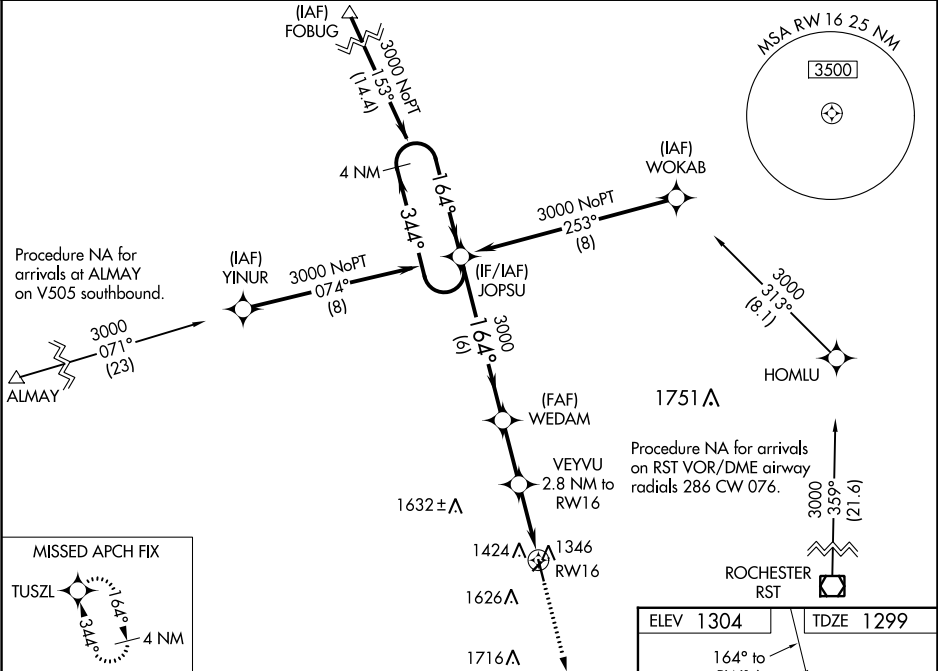 (IAF)
FOBUG
3000 NoPT
153°
(14.4)
MSA RW 16 25 NM
3500
4 NM
164°
344°
(IAF)
WOKAB
3000 NoPT
253°
(8)
Procedure NA for
arrivals at ALMAY
on V505 southbound.
(IAF)
YINUR
3000 NoPT
074°
(8)
(IF/IAF)
JOPSU
3000
071°
(23)
ALMAY
3000
164°
(6)
3000
313°
(8.1)
HOMLU
(FAF)
WEDAM
1751
Procedure NA for arrivals
on RST VOR/DME airway
radials 286 CW 076.
VEYVU
2.8 NM to
RW16
1632±
3000
359°
(21.6)
1424
1346
RW16
ROCHESTER
RST
1626
1716
MISSED APCH FIX
TUSZL
164°
344°
4 NM
ELEV 1304
TDZE 1299
164° to